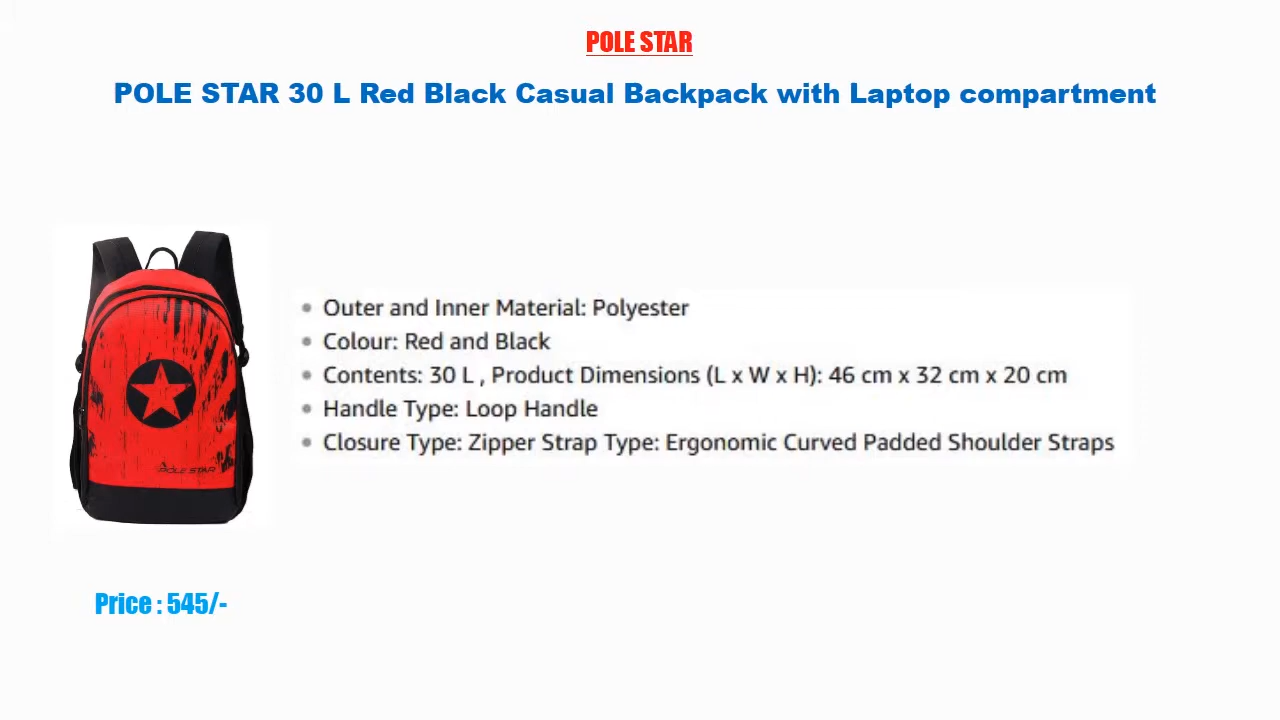 POLE STAR
POLE STAR 30 L Red Black Casual Backpack with Laptop compartment
Outer and Inner Material: Polyester
Colour: Red and Black
Contents: 30 L , Product Dimensions (L x W x H): 46 cm x 32 cm x 20 cm
Handle Type: Loop Handle
Closure Type: Zipper Strap Type: Ergonomic Curved Padded Shoulder Straps
POLE STAR
Price : 545/-